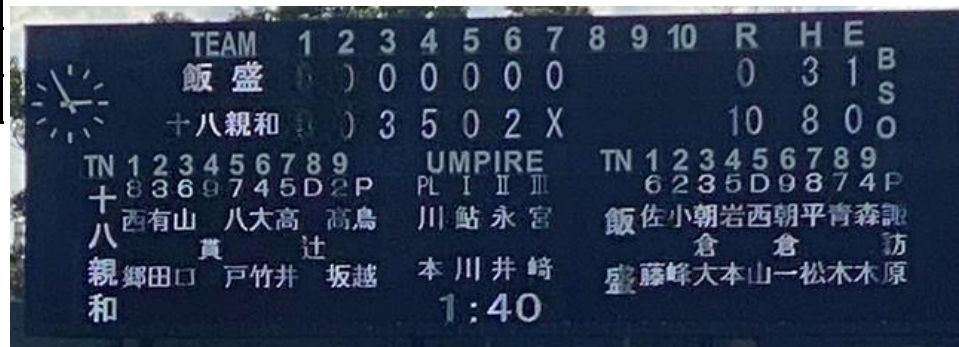 TEAM 1 2 3 4 5 6 7 8 9 10 R H E
飯盛 0 0 0 0 0 0 3 1 B
S
十八親和 3 5 0 2 X 10 8 0 O
TN 1 2 3 4 5 6 7 8 9 UMPIRE TN 1 2 3 4 5 6 7 8 9
8 3 6 9 7 4 5 D 2 P PL I II III 6 2 3 5 D 9 8 7 4 P
十八親和 西郷 有田 山口 貫 八戸 大竹 高井 辻 高坂 鳥越
川本 鮎川 永井 宮崎
飯盛 佐藤 小峰 朝倉大 岩本 西山 朝倉一 平松 青木 森木 諏訪原
1:40